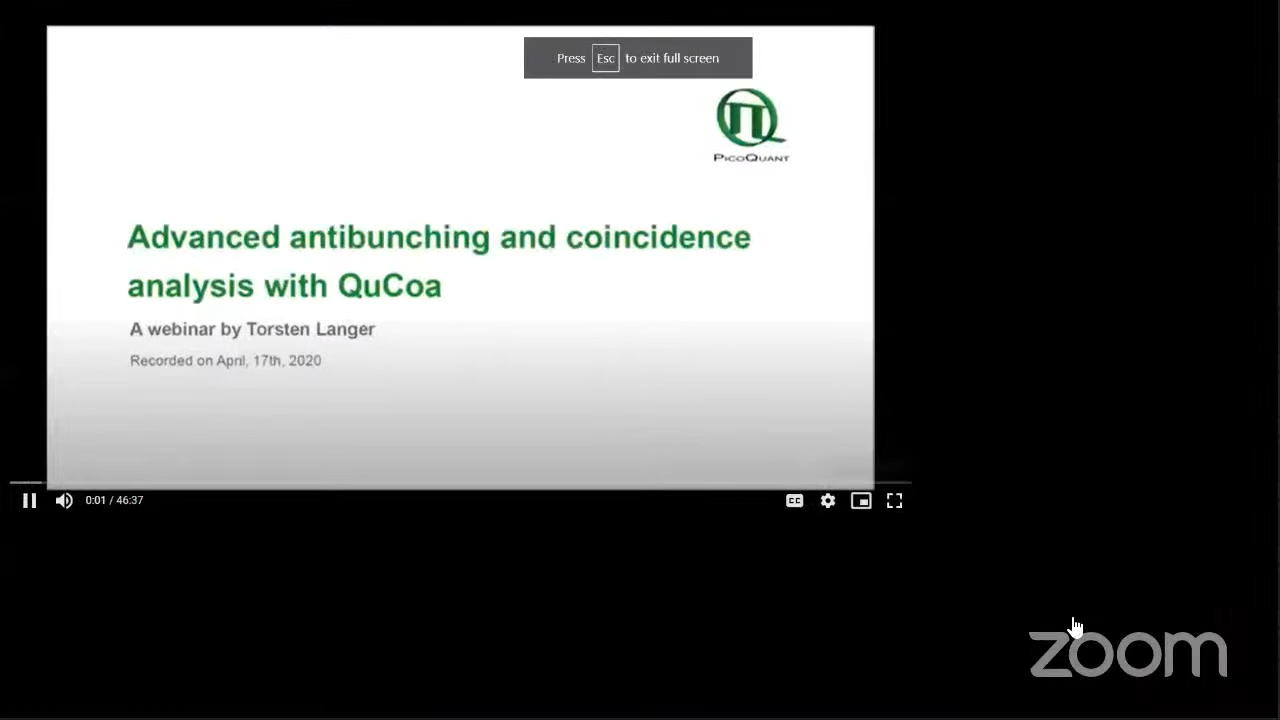 Press Esc to exit full screen
PicoQuant
Advanced antibunching and coincidence
analysis with QuCoa
A webinar by Torsten Langer
Recorded on April, 17th, 2020
0:01 / 46:37
CC
zoom